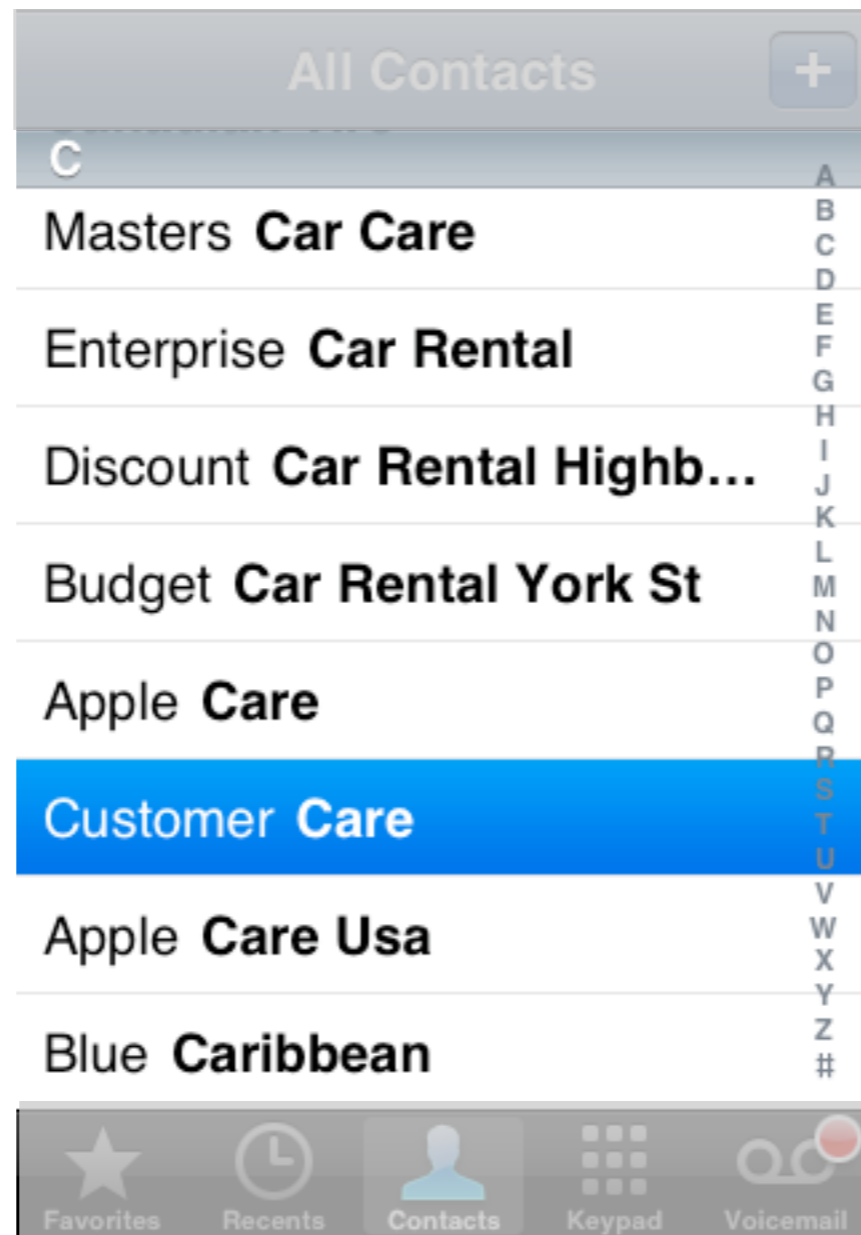 All Contacts +
C
Masters Car Care
Enterprise Car Rental
Discount Car Rental Highb...
Budget Car Rental York St
Apple Care
Customer Care
Apple Care Usa
Blue Caribbean
A
B
C
D
E
F
G
H
I
J
K
L
M
N
O
P
Q
R
S
T
U
V
W
X
Y
Z
#
Favorites Recents Contacts Keypad Voicemail